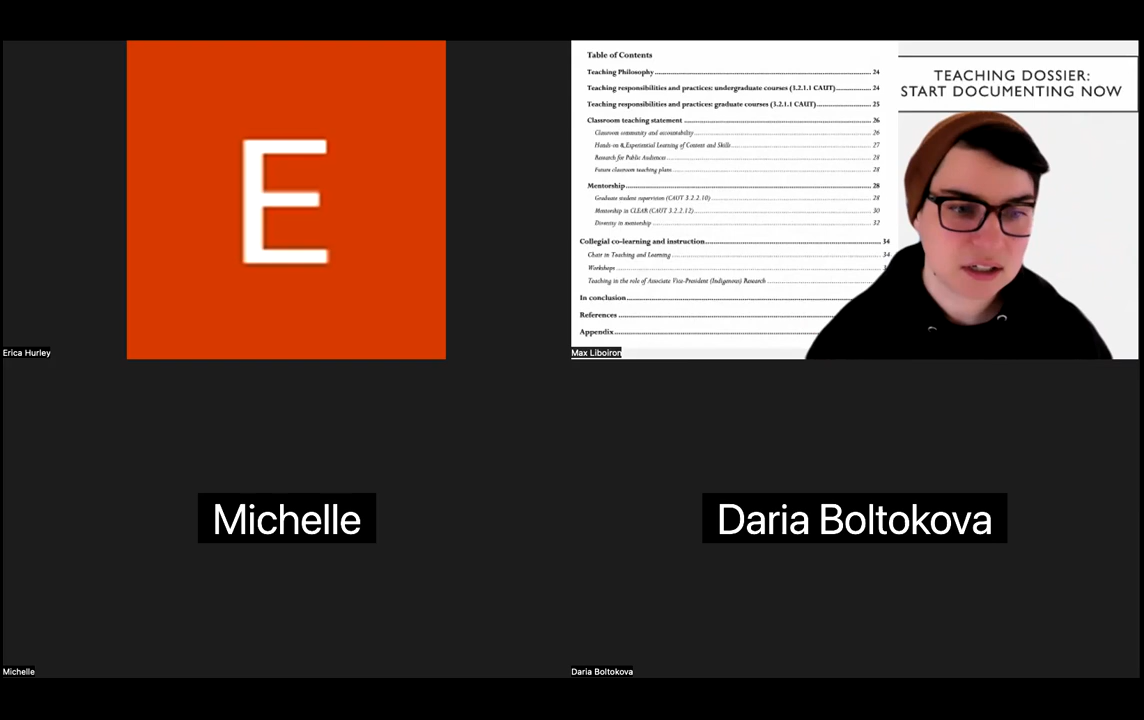 E
Erica Hurley
Table of Contents
Teaching Philosophy 24
Teaching responsibilities and practices: undergraduate courses (3.2.1.1 CAUT) 24
Teaching responsibilities and practices: graduate courses (3.2.1.1 CAUT) 25
Classroom teaching statement 26
Classroom community and accountability 26
Hands-on & Experiential Learning of Content and Skills 27
Research for Public Audiences 28
Future classroom teaching plans 28
Mentorship 28
Graduate student supervision (CAUT 3.2.2.10) 28
Mentorship in CLEAR (CAUT 3.2.2.12) 30
Diversity in mentorship 32
Collegial co-learning and instruction 34
Chair in Teaching and Learning 34
Workshops
Teaching in the role of Associate Vice-President (Indigenous) Research
In conclusion
References
Appendix
TEACHING DOSSIER:
START DOCUMENTING NOW
Max Liboiron
Michelle
Michelle
Daria Boltokova
Daria Boltokova